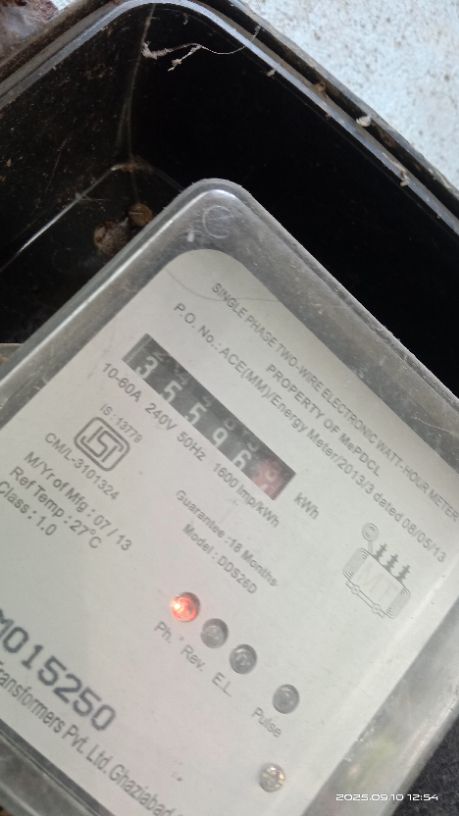 SINGLE PHASE TWO-WIRE ELECTRONIC WATT-HOUR METER
PROPERTY OF MePDCL
P.O. No.: ACE(MM)/Energy Meter/2013/3 dated 08/05/13
35596
kWh
10-60A 240V 50Hz 1600 Imp/kWh
IS:13779
ISI
CM/L-3101324
M/Yr of Mfg : 07 / 13
Ref Temp : 27°C
Class : 1.0
Guarantee : 18 Months
Model : DDS26D
Ph. Rev. E.L. Pulse
015250
Transformers Pvt. Ltd. Ghaziabad
2025.09.10 12:54